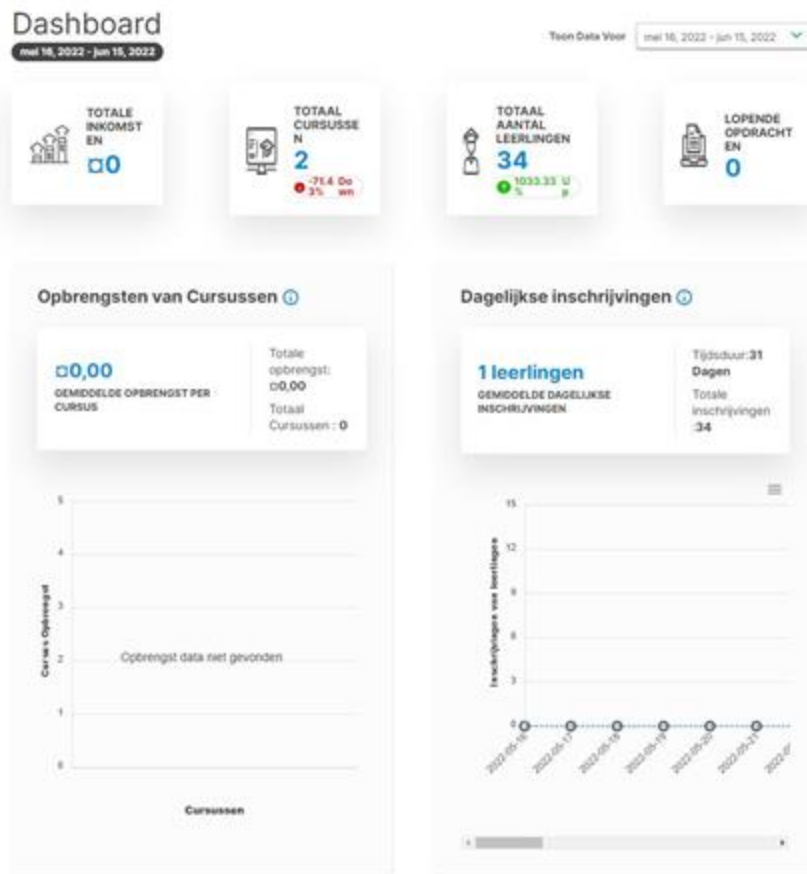 Dashboard
mei 16, 2022 - jun 15, 2022
Toon Data Voor
mei 16, 2022 - jun 15, 2022
TOTALE
INKOMST
EN
¤0
TOTAAL
CURSUSSE
N
2
-71.4 Do
3% wn
TOTAAL
AANTAL
LEERLINGEN
34
1033.33 U
% p
LOPENDE
OPDRACHT
EN
0
Opbrengsten van Cursussen
¤0,00
GEMIDDELDE OPBRENGST PER
CURSUS
Totale
opbrengst:
¤0,00
Totaal
Cursussen : 0
5
4
3
2
1
0
Curses Opbrengst
Opbrengst data niet gevonden
Cursussen
Dagelijkse inschrijvingen
1 leerlingen
GEMIDDELDE DAGELIJKSE
INSCHRIJVINGEN
Tijdsduur:31
Dagen
Totale
inschrijvingen
:34
15
12
9
6
3
0
Inschrijvingen van leerlingen
2022-05-16
2022-05-17
2022-05-18
2022-05-19
2022-05-20
2022-05-21
2022-0